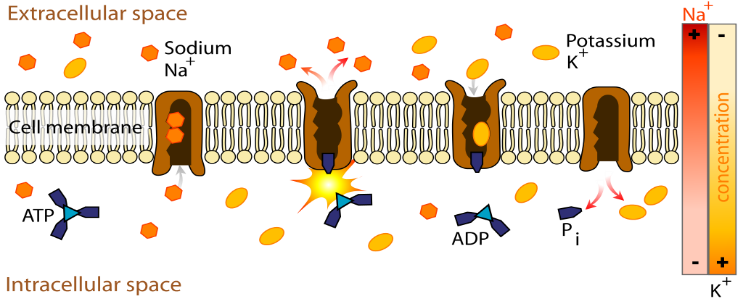 Extracellular space
Na+
+ -
Sodium
Na+
Potassium
K+
Cell membrane
concentration
ATP
ADP
Pi
- +
Intracellular space
K+